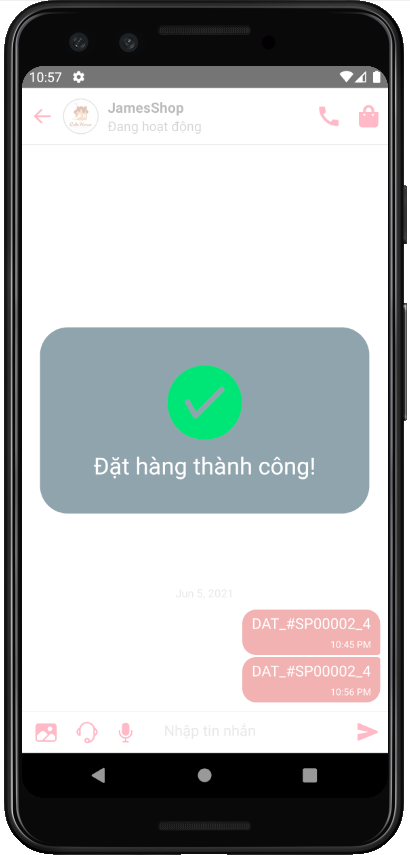 10:57
JamesShop
Đang hoạt động
Đặt hàng thành công!
Jun 5, 2021
DAT_#SP00002_4
10:45 PM
DAT_#SP00002_4
10:56 PM
Nhập tin nhắn